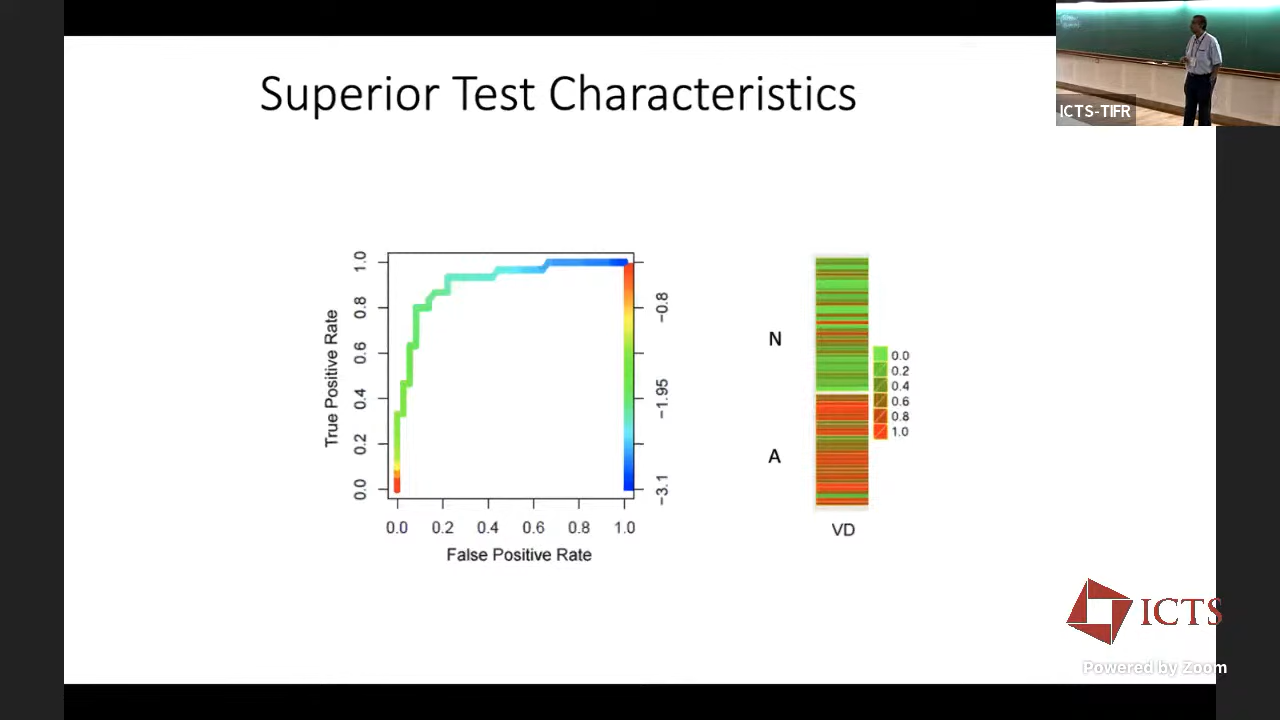 Superior Test Characteristics
ICTS-TIFR
True Positive Rate
1.0
0.8
0.6
0.4
0.2
0.0
0.0 0.2 0.4 0.6 0.8 1.0
False Positive Rate
-0.8
-1.95
-3.1
N
A
VD
0.0
0.2
0.4
0.6
0.8
1.0
ICTS
Powered by Zoom